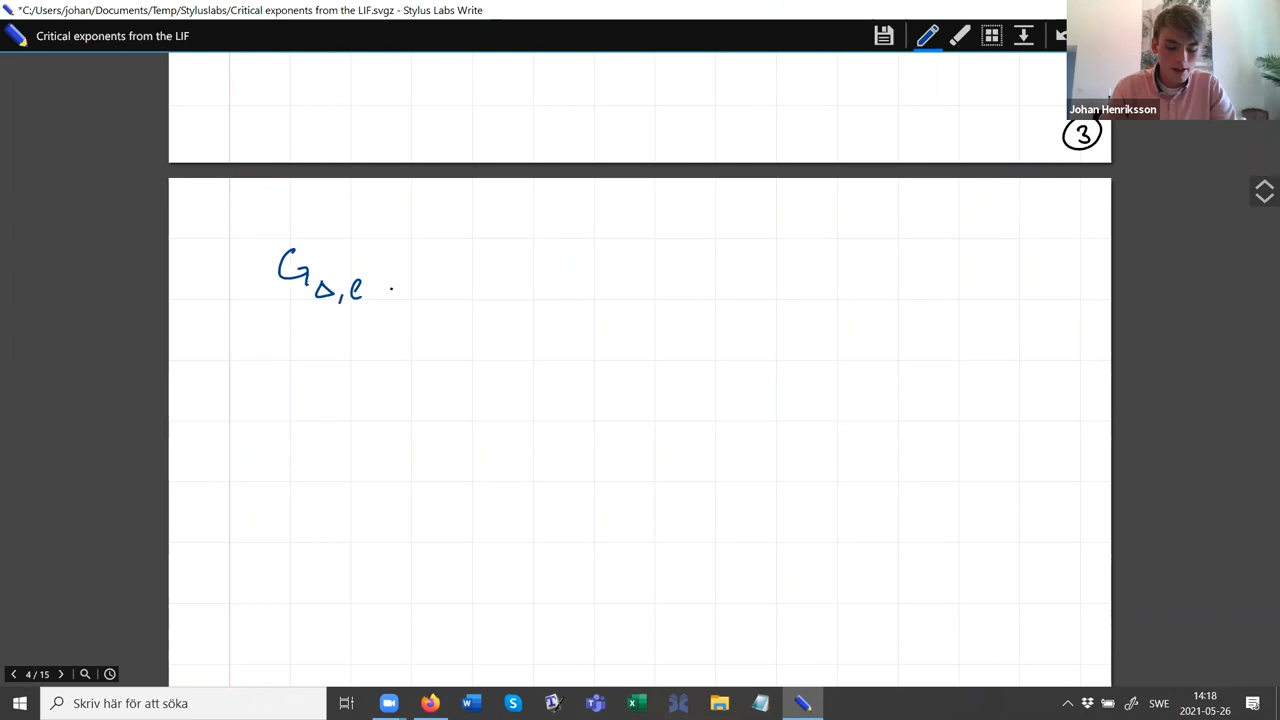 *C:/Users/johan/Documents/Temp/Styluslabs/Critical exponents from the LIF.svgz - Stylus Labs Write
Critical exponents from the LIF
Johan Henriksson
3
G Δ,ℓ
4 / 15
Skriv här för att söka
SWE
14:18
2021-05-26